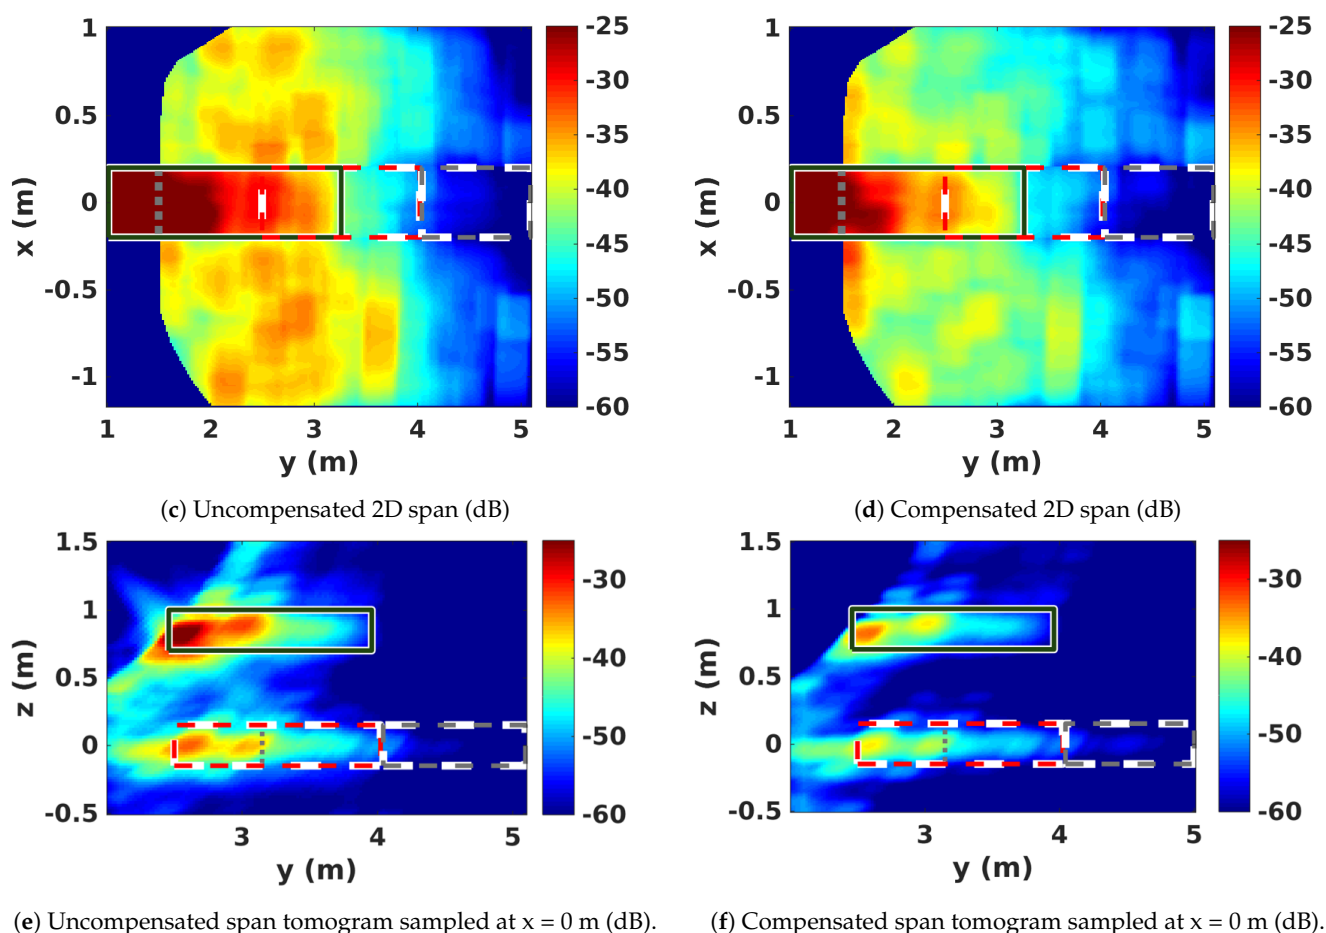 1
0.5
0
-0.5
-1
x (m)
1 2 3 4 5
y (m)
-25
-30
-35
-40
-45
-50
-55
-60
(c) Uncompensated 2D span (dB)
1
0.5
0
-0.5
-1
x (m)
1 2 3 4 5
y (m)
-25
-30
-35
-40
-45
-50
-55
-60
(d) Compensated 2D span (dB)
1.5
1
0.5
0
-0.5
z (m)
3 4 5
y (m)
-30
-40
-50
-60
(e) Uncompensated span tomogram sampled at x = 0 m (dB).
1.5
1
0.5
0
-0.5
z (m)
3 4 5
y (m)
-30
-40
-50
-60
(f) Compensated span tomogram sampled at x = 0 m (dB).